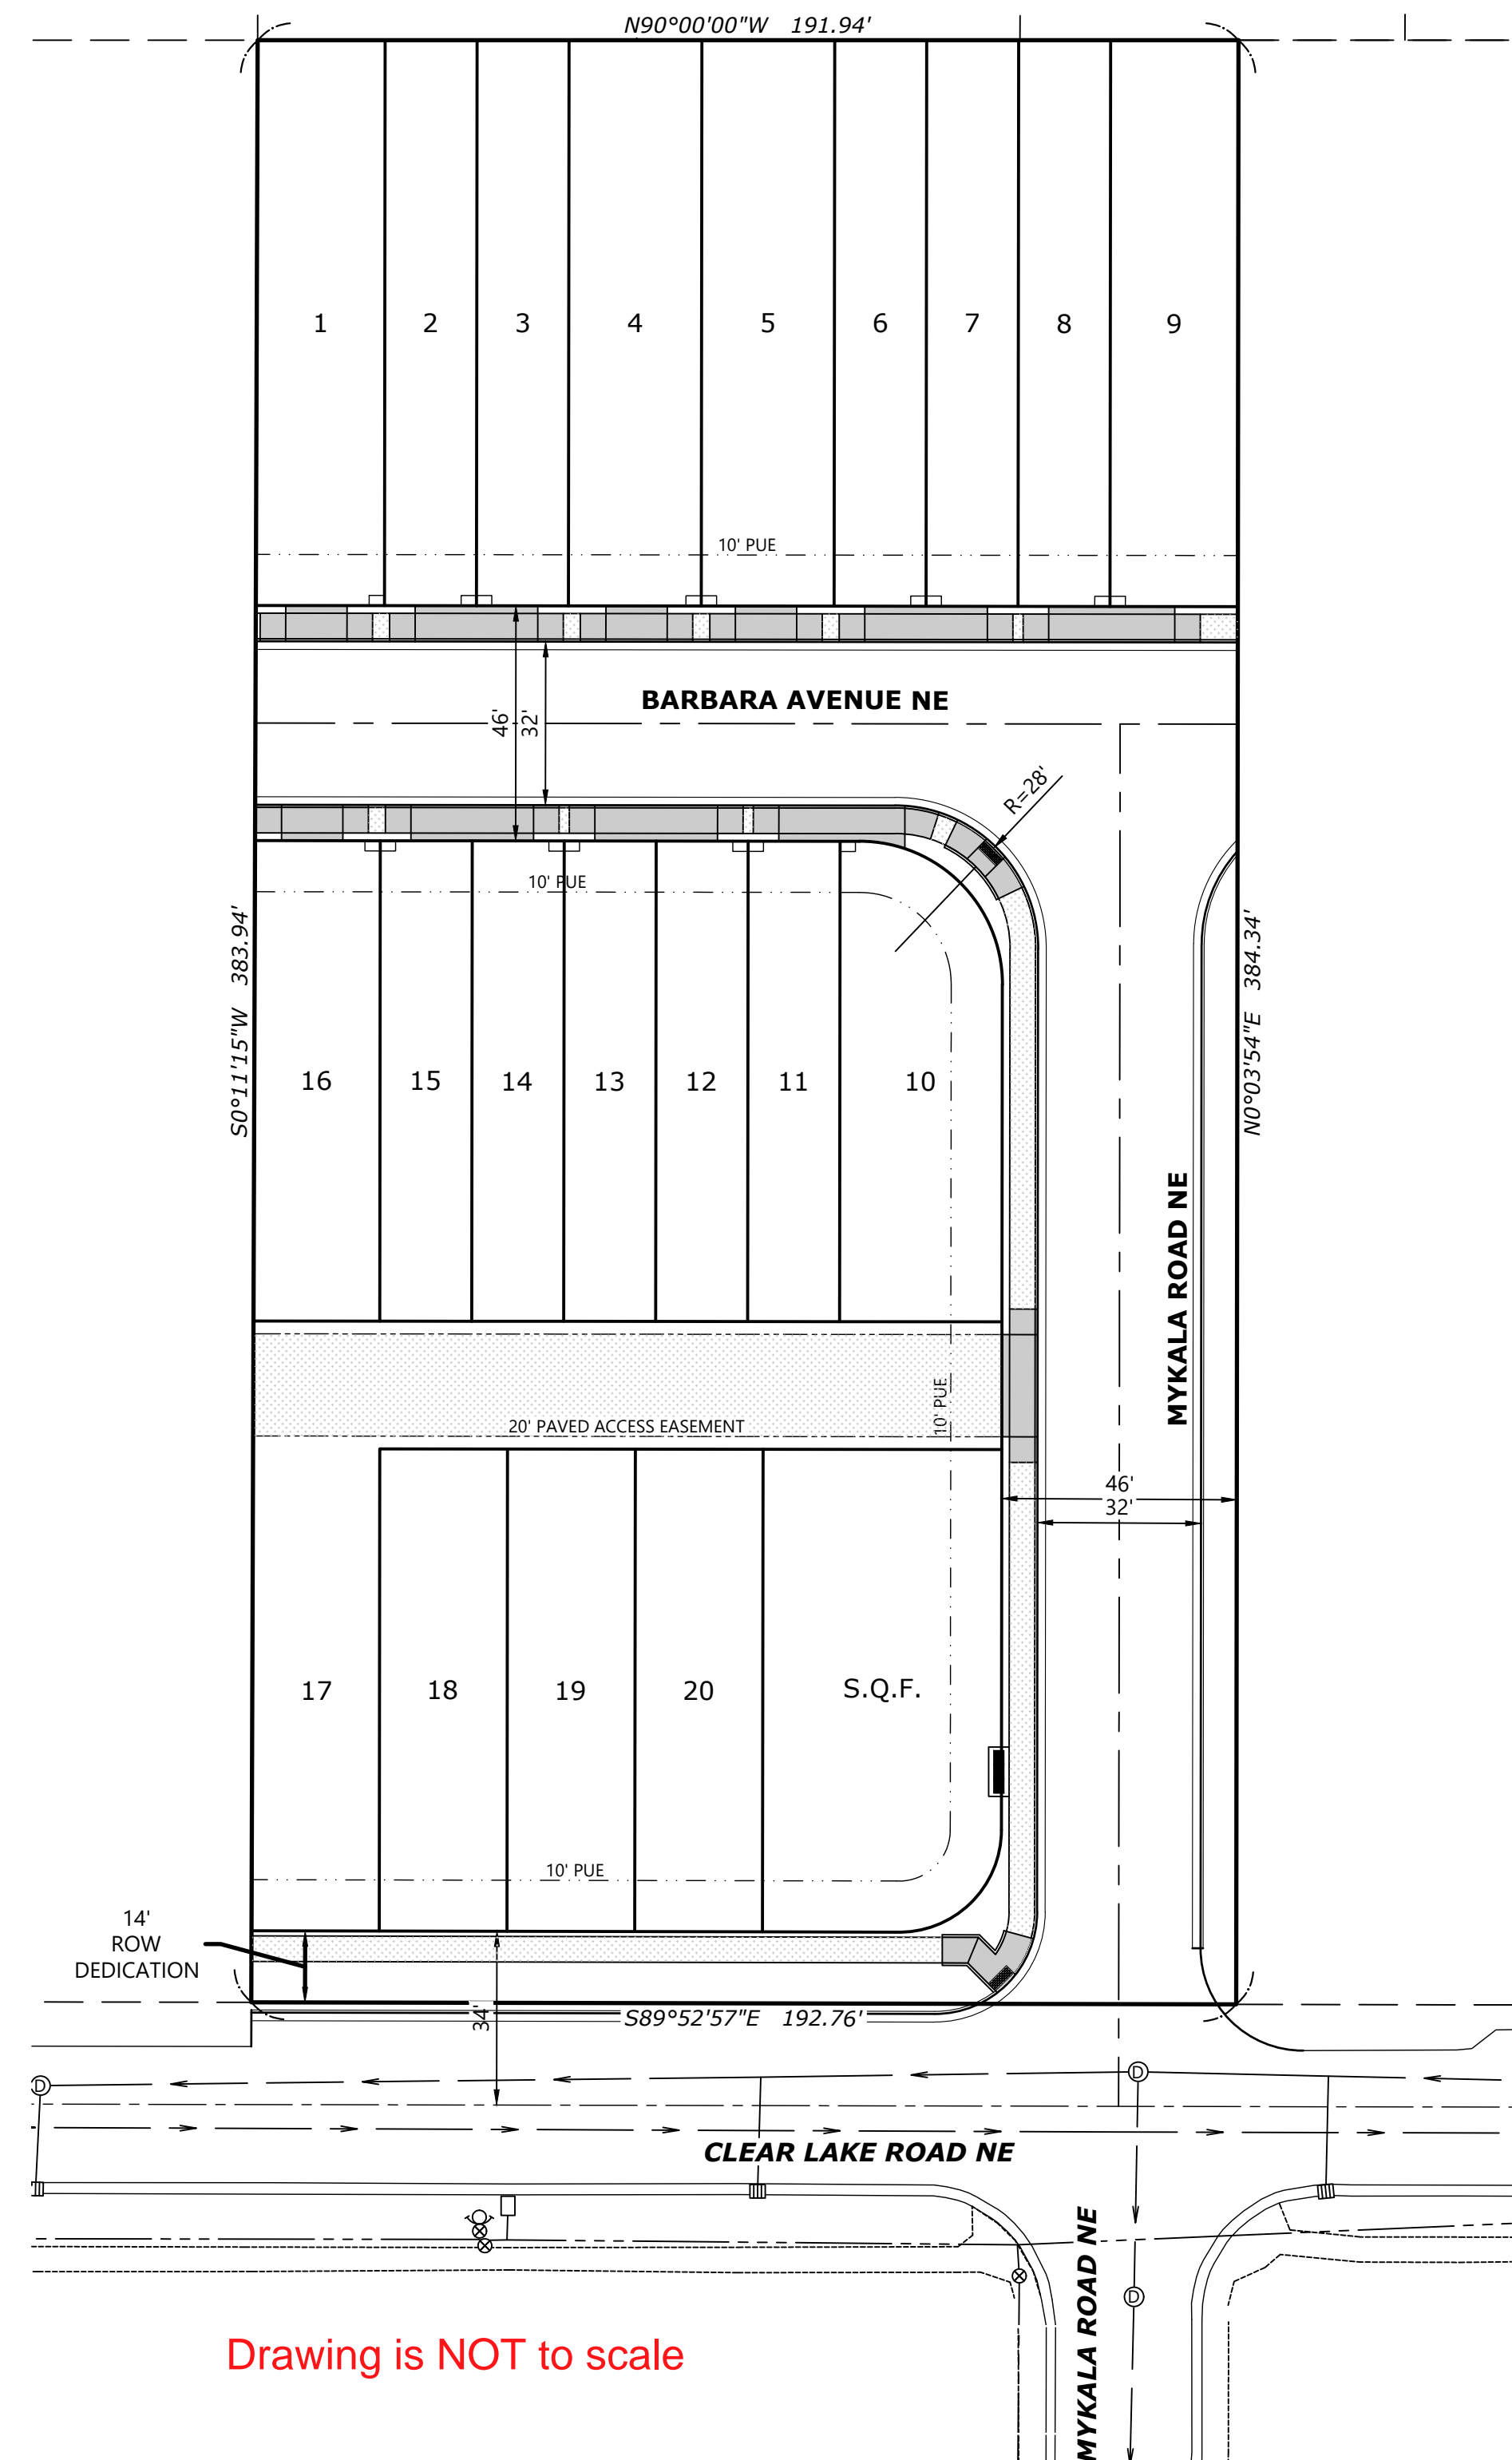 N90°00'00"W 191.94'
1
2
3
4
5
6
7
8
9
10' PUE
BARBARA AVENUE NE
46'
32'
R=28'
10' PUE
S0°11'15"W 383.94'
N0°03'54"E 384.34'
16
15
14
13
12
11
10
MYKALA ROAD NE
20' PAVED ACCESS EASEMENT
10' PUE
46'
32'
17
18
19
20
S.Q.F.
10' PUE
14'
ROW
DEDICATION
34'
S89°52'57"E 192.76'
D
D
CLEAR LAKE ROAD NE
MYKALA ROAD NE
D
Drawing is NOT to scale